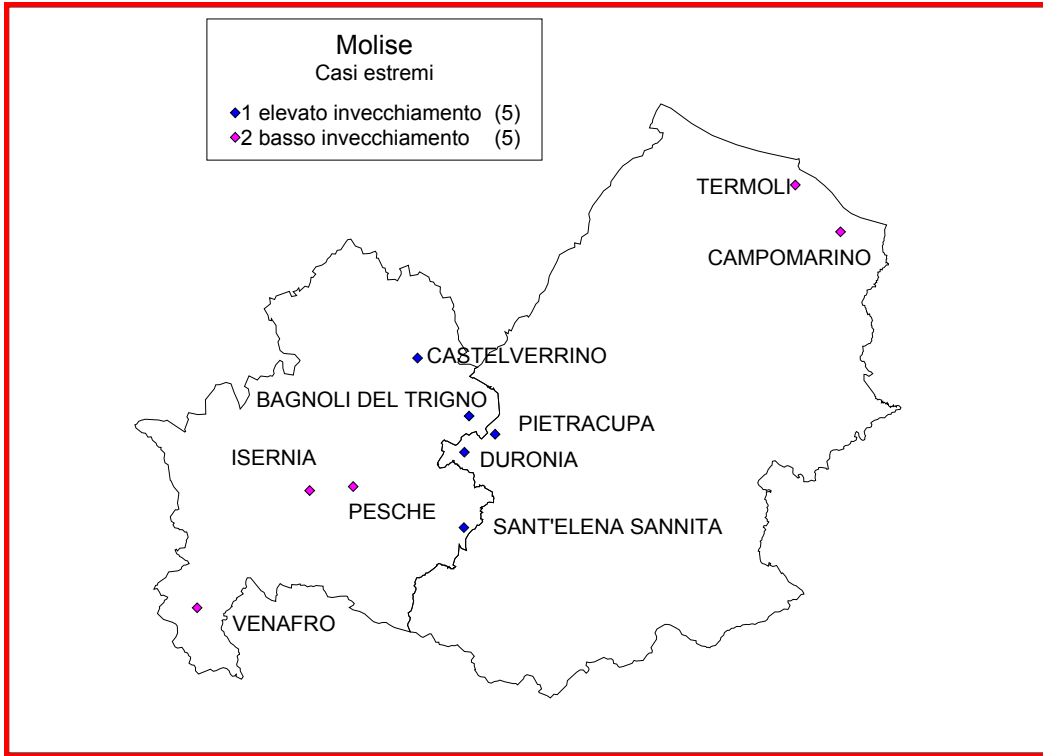 Molise
Casi estremi
1 elevato invecchiamento (5)
2 basso invecchiamento (5)
TERMOLI
CAMPOMARINO
CASTELVERRINO
BAGNOLI DEL TRIGNO
PIETRACUPA
ISERNIA
DURONIA
PESCHE
SANT'ELENA SANNITA
VENAFRO